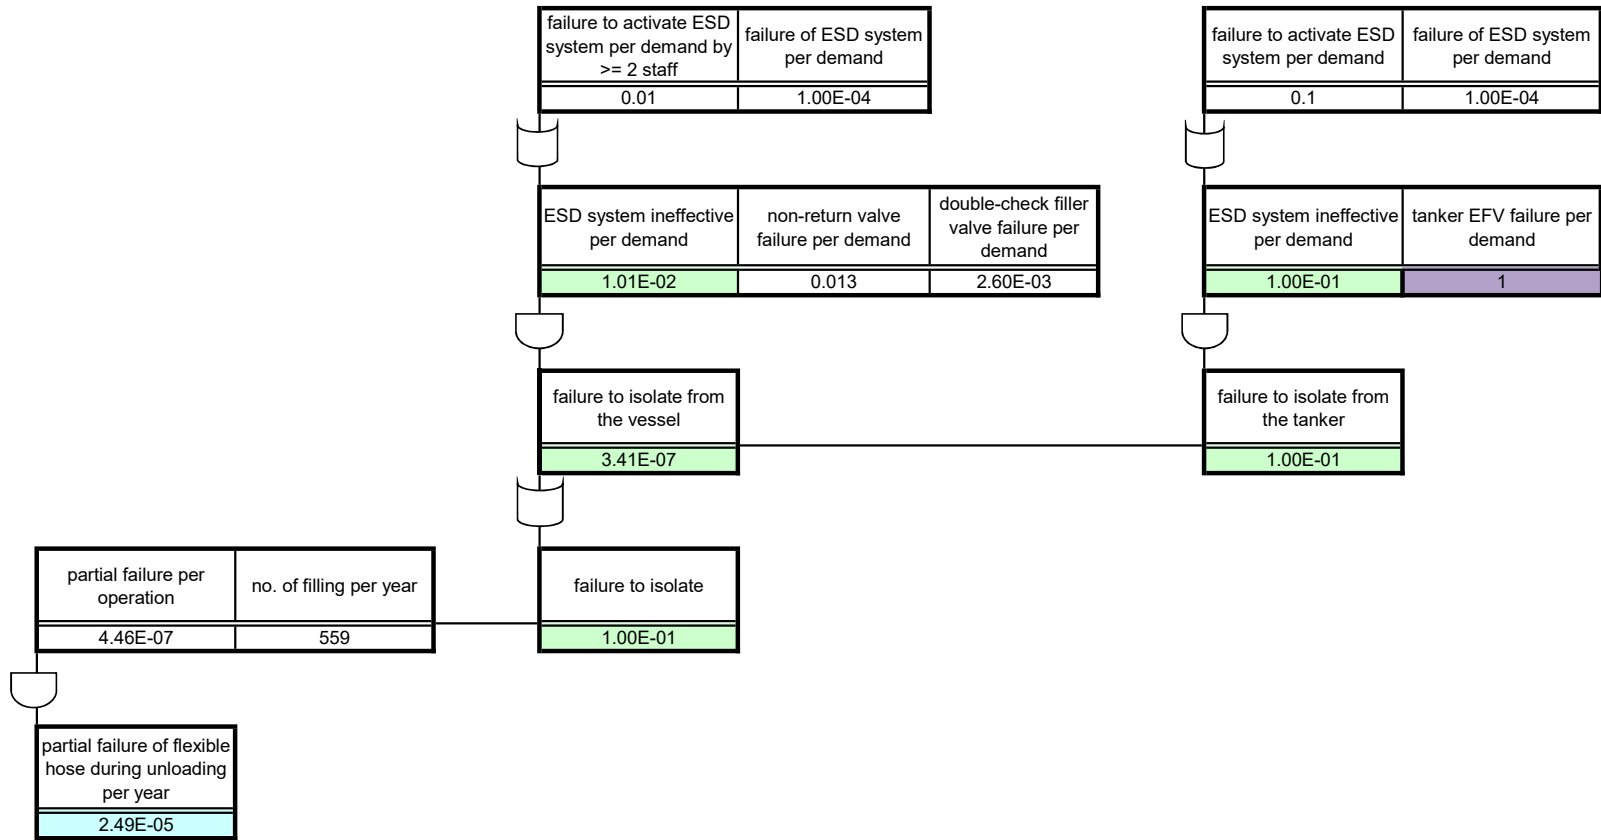 failure to activate ESD
system per demand by
>= 2 staff
failure of ESD system
per demand
0.01
1.00E-04
failure to activate ESD
system per demand
failure of ESD system
per demand
0.1
1.00E-04
ESD system ineffective
per demand
non-return valve
failure per demand
double-check filler
valve failure per
demand
1.01E-02
0.013
2.60E-03
ESD system ineffective
per demand
tanker EFV failure per
demand
1.00E-01
1
failure to isolate from
the vessel
3.41E-07
failure to isolate from
the tanker
1.00E-01
partial failure per
operation
no. of filling per year
4.46E-07
559
failure to isolate
1.00E-01
partial failure of flexible
hose during unloading
per year
2.49E-05